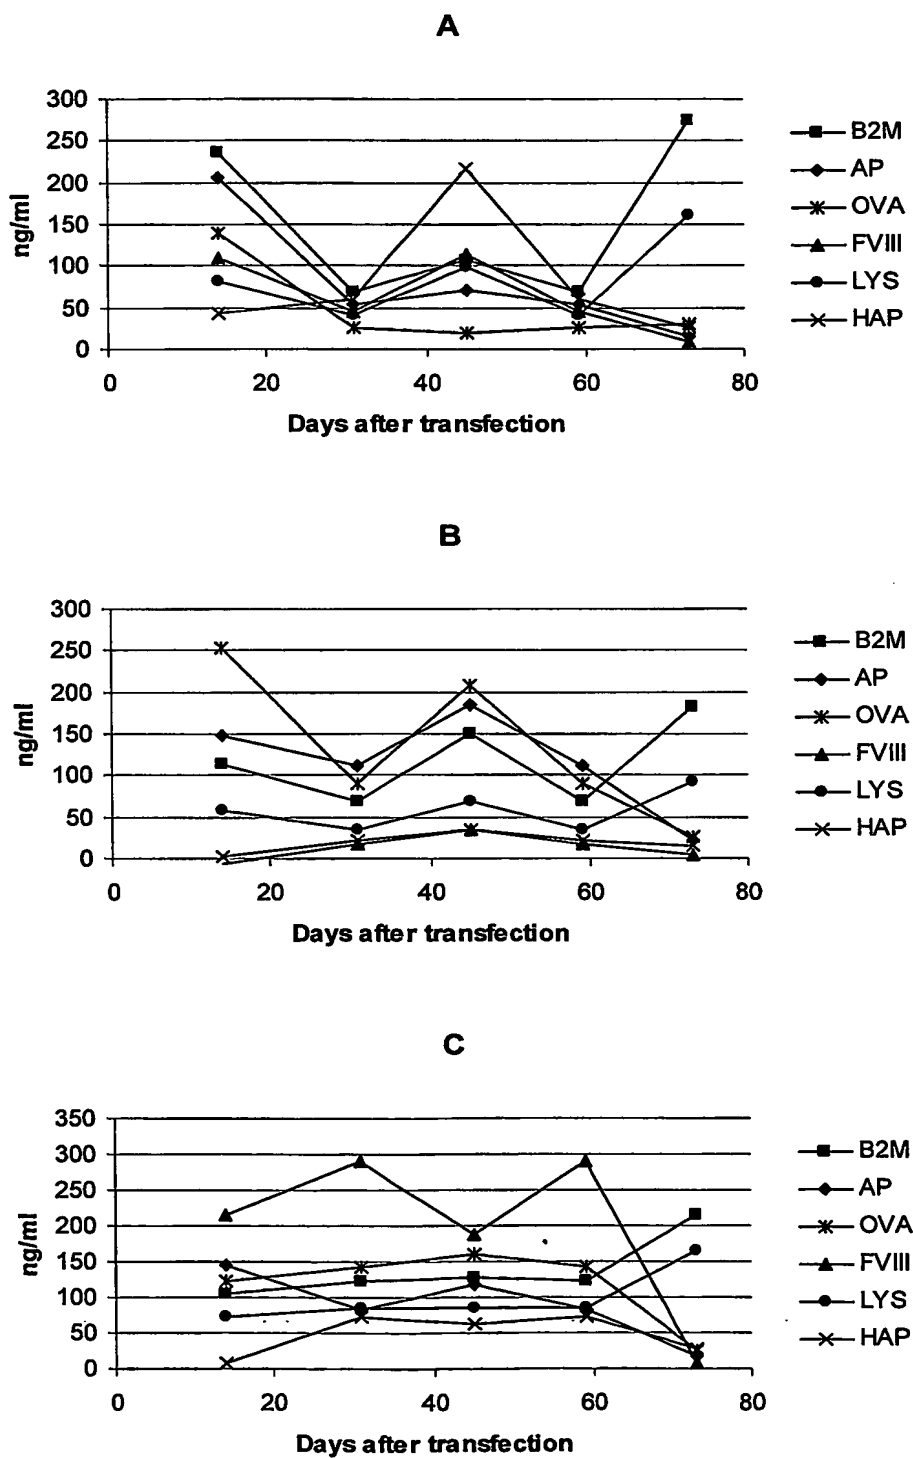 A
300
250
200
150
100
50
0
ng/ml
0 20 40 60 80
Days after transfection
B2M
AP
OVA
FVIII
LYS
HAP
B
300
250
200
150
100
50
0
ng/ml
0 20 40 60 80
Days after transfection
B2M
AP
OVA
FVIII
LYS
HAP
C
350
300
250
200
150
100
50
0
ng/ml
0 20 40 60 80
Days after transfection
B2M
AP
OVA
FVIII
LYS
HAP